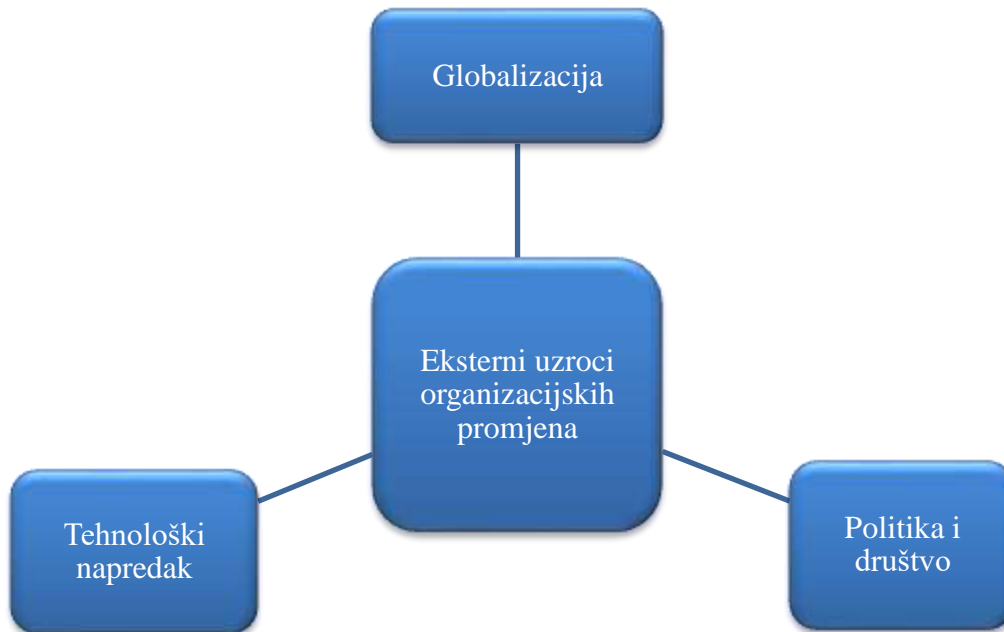 Globalizacija
Eksterni uzroci
organizacijskih
promjena
Tehnološki
napredak
Politika i
društvo